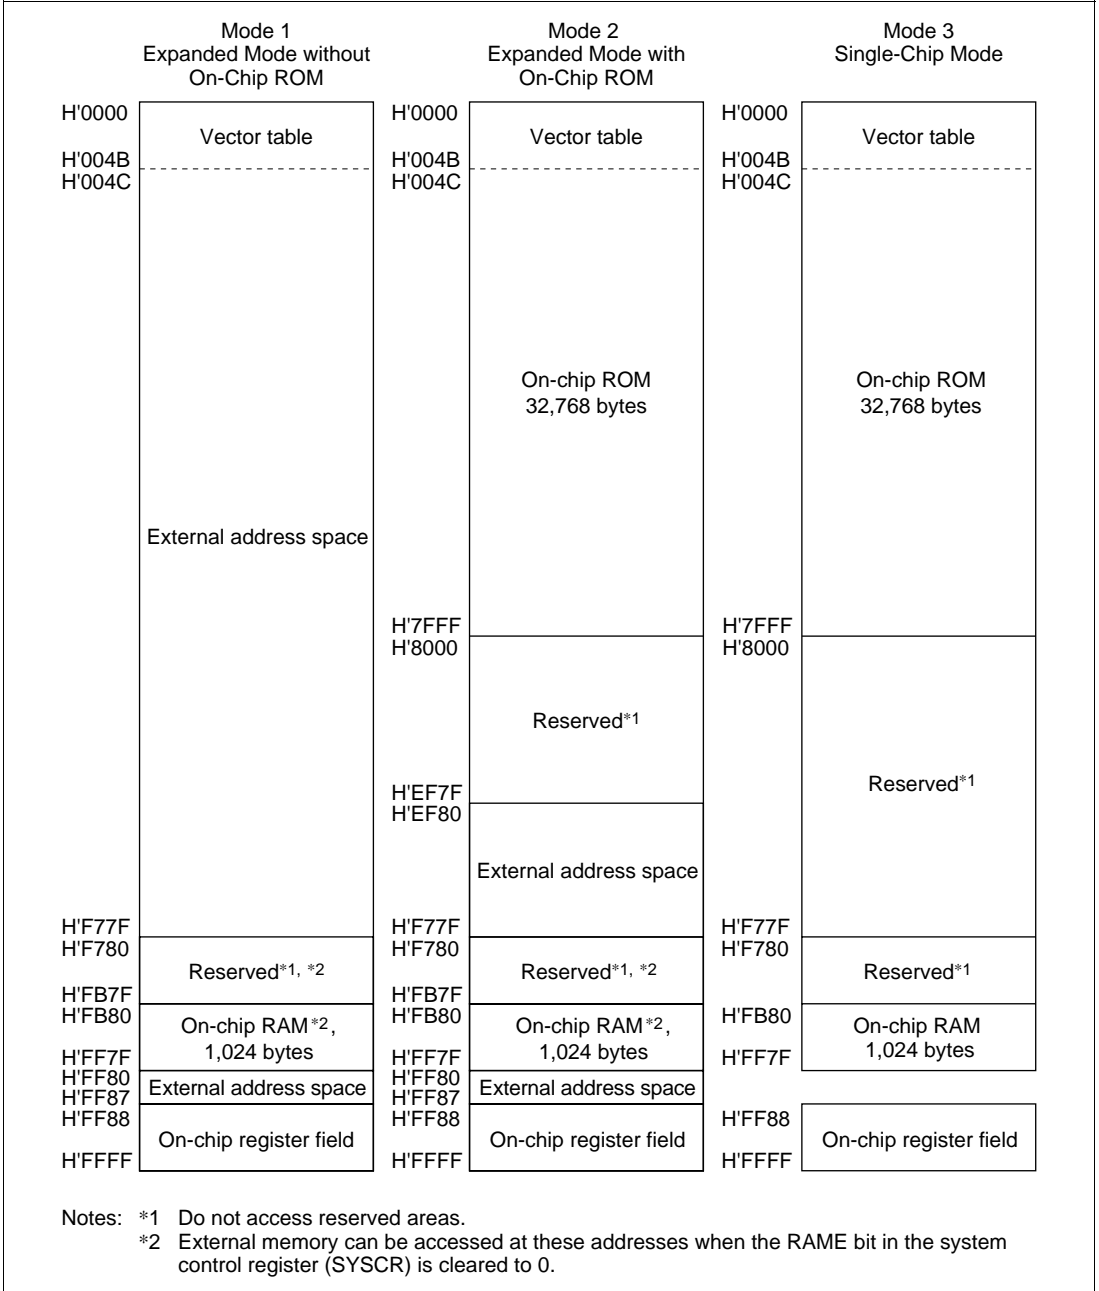 Mode 1
Expanded Mode without
On-Chip ROM
H'0000
Vector table
H'004B
H'004C
External address space
H'F77F
H'F780
Reserved*1, *2
H'FB7F
H'FB80
On-chip RAM*2,
1,024 bytes
H'FF7F
H'FF80
External address space
H'FF87
H'FF88
On-chip register field
H'FFFF
Mode 2
Expanded Mode with
On-Chip ROM
H'0000
Vector table
H'004B
H'004C
On-chip ROM
32,768 bytes
H'7FFF
H'8000
Reserved*1
H'EF7F
H'EF80
External address space
H'F77F
H'F780
Reserved*1, *2
H'FB7F
H'FB80
On-chip RAM*2,
1,024 bytes
H'FF7F
H'FF80
External address space
H'FF87
H'FF88
On-chip register field
H'FFFF
Mode 3
Single-Chip Mode
H'0000
Vector table
H'004B
H'004C
On-chip ROM
32,768 bytes
H'7FFF
H'8000
Reserved*1
H'F77F
H'F780
Reserved*1
H'FB80
On-chip RAM
1,024 bytes
H'FF7F
H'FF88
On-chip register field
H'FFFF
Notes: *1 Do not access reserved areas.
*2 External memory can be accessed at these addresses when the RAME bit in the system
control register (SYSCR) is cleared to 0.